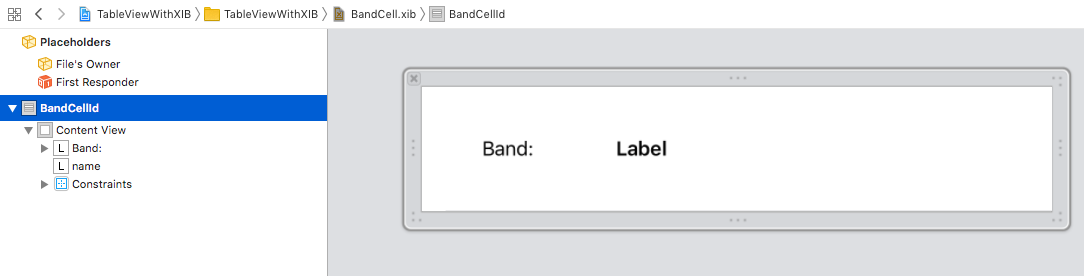 TableViewWithXIB TableViewWithXIB BandCell.xib BandCellId
Placeholders
File's Owner
First Responder
BandCellId
Content View
L Band:
L name
Constraints
Band: Label